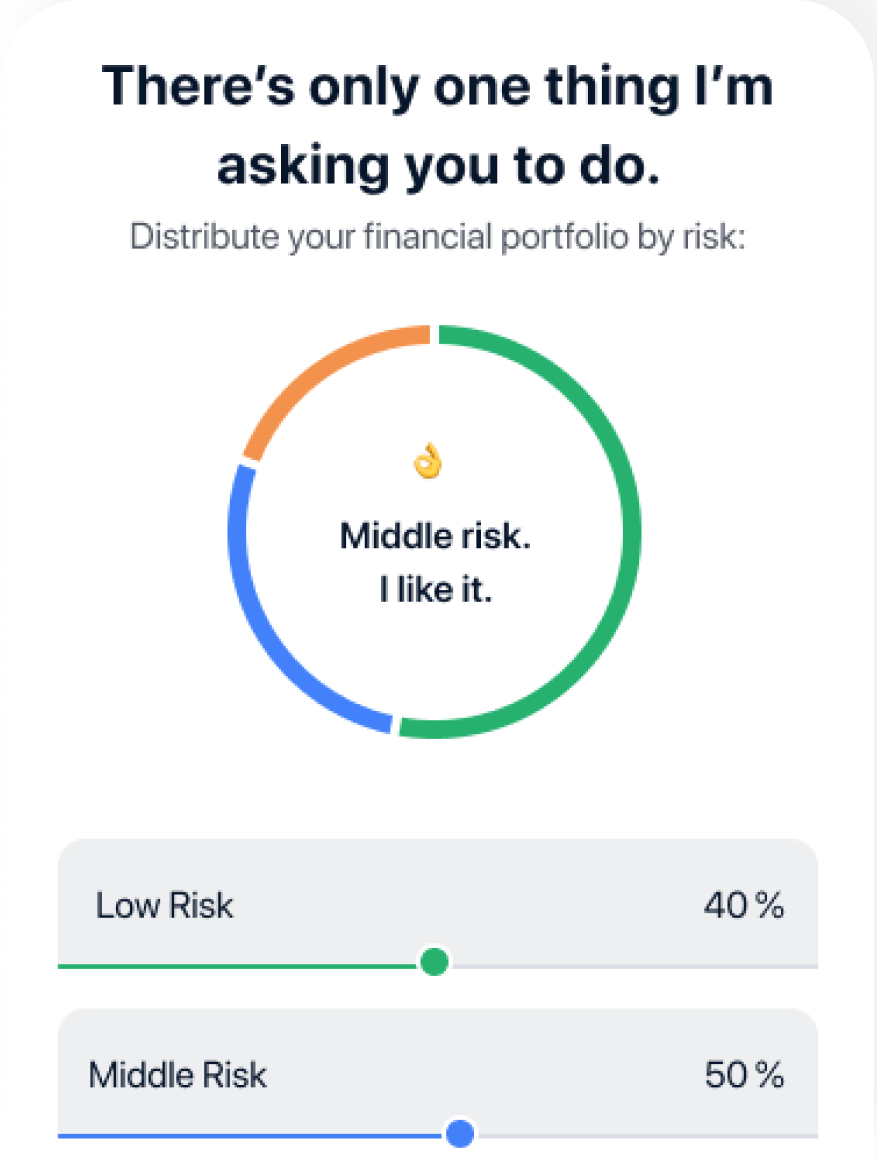 There’s only one thing I’m
asking you to do.
Distribute your financial portfolio by risk:
Middle risk.
I like it.
Low Risk 40 %
Middle Risk 50 %